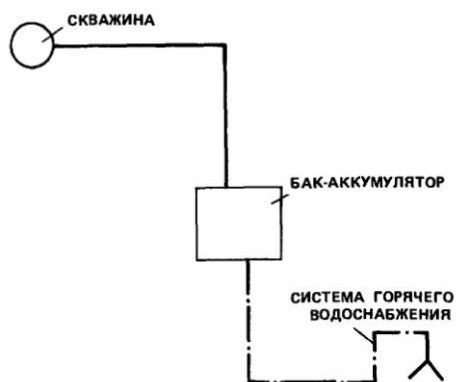 СКВАЖИНА
БАК-АККУМУЛЯТОР
СИСТЕМА ГОРЯЧЕГО
ВОДОСНАБЖЕНИЯ